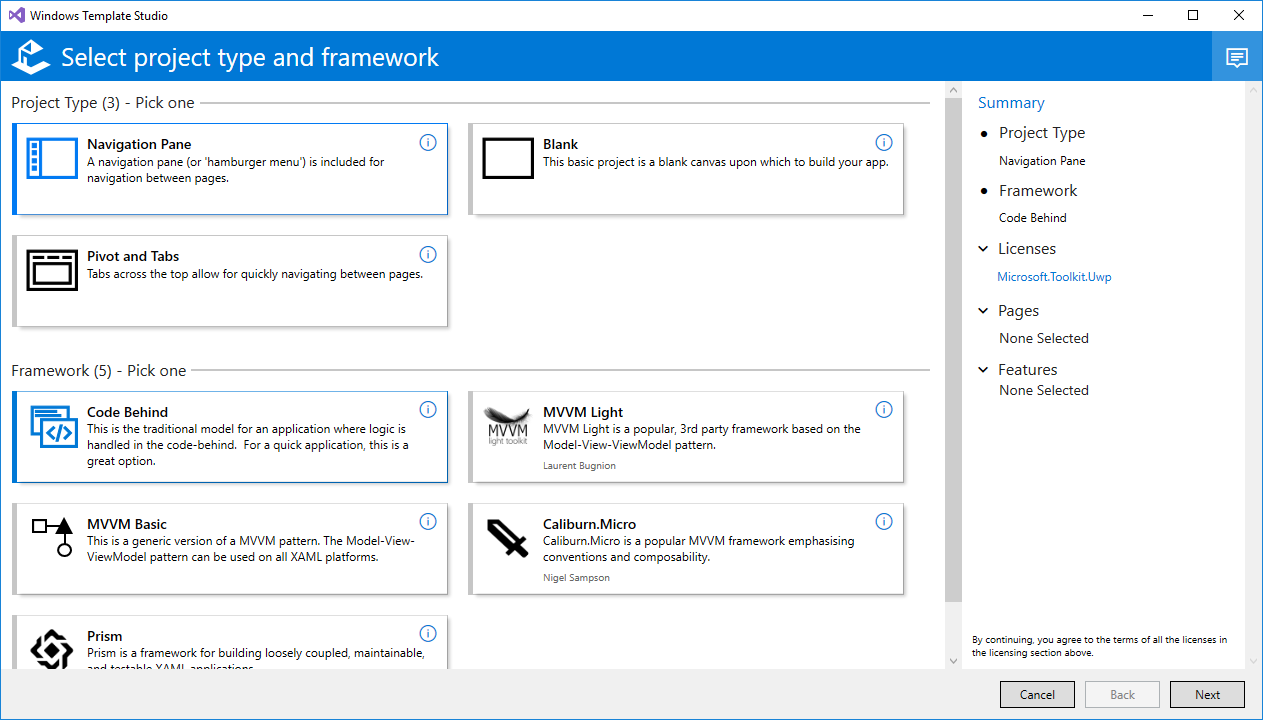 Windows Template Studio
Select project type and framework
Project Type (3) - Pick one
Navigation Pane
A navigation pane (or 'hamburger menu') is included for
navigation between pages.
Blank
This basic project is a blank canvas upon which to build your app.
Pivot and Tabs
Tabs across the top allow for quickly navigating between pages.
Framework (5) - Pick one
Code Behind
This is the traditional model for an application where logic is
handled in the code-behind.  For a quick application, this is a
great option.
MVVM
light toolkit
MVVM Light
MVVM Light is a popular, 3rd party framework based on the
Model-View-ViewModel pattern.
Laurent Bugnion
MVVM Basic
This is a generic version of a MVVM pattern. The Model-View-
ViewModel pattern can be used on all XAML platforms.
Caliburn.Micro
Caliburn.Micro is a popular MVVM framework emphasising
conventions and composability.
Nigel Sampson
Prism
Prism is a framework for building loosely coupled, maintainable,
and testable XAML applications.
Summary
Project Type
Navigation Pane
Framework
Code Behind
Licenses
Microsoft.Toolkit.Uwp
Pages
None Selected
Features
None Selected
By continuing, you agree to the terms of all the licenses in
the licensing section above.
Cancel
Back
Next